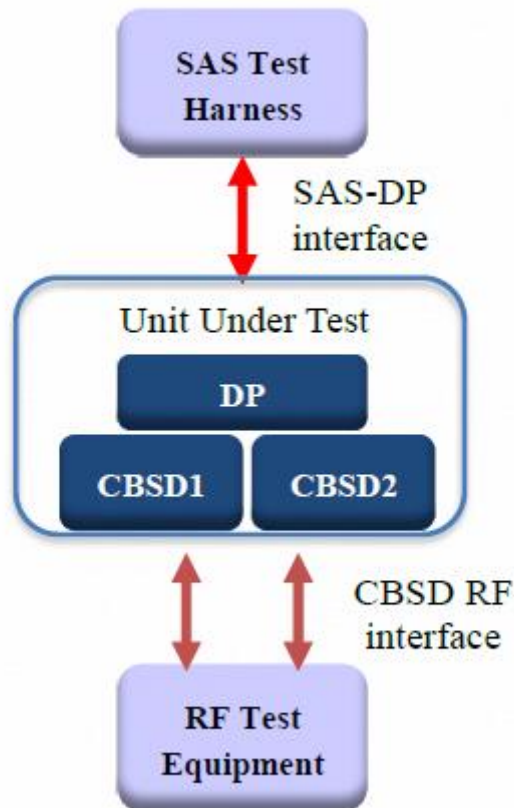 SAS Test
Harness
SAS-DP
interface
Unit Under Test
DP
CBSD1
CBSD2
CBSD RF
interface
RF Test
Equipment